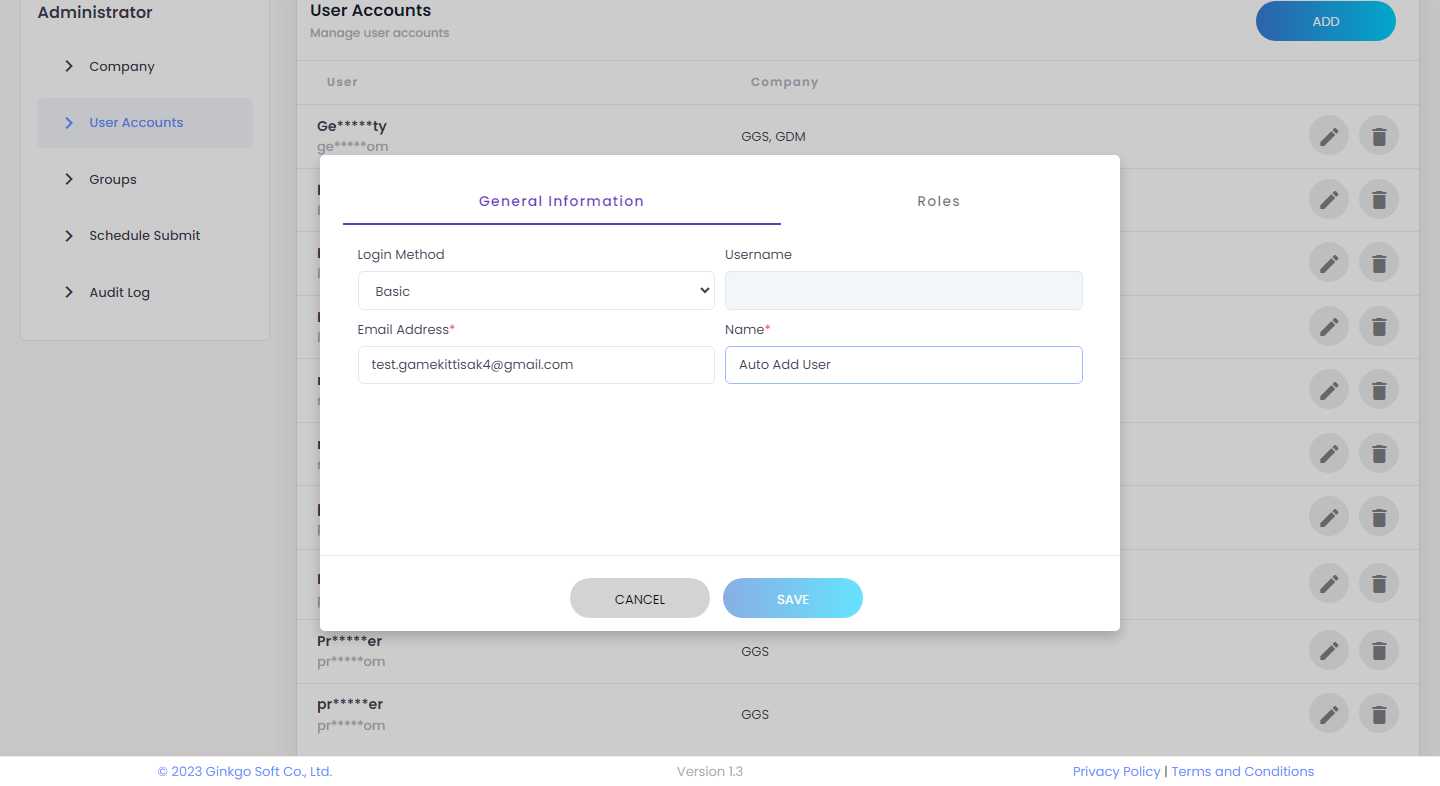 Administrator
Company
User Accounts
Groups
Schedule Submit
Audit Log
User Accounts
Manage user accounts
ADD
User Company
Ge*****ty
ge*****om
GGS, GDM
General Information Roles
Login Method Username
Basic
Email Address* Name*
test.gamekittisak4@gmail.com Auto Add User
CANCEL SAVE
Pr*****er
pr*****om
GGS
pr*****er
pr*****om
GGS
© 2023 Ginkgo Soft Co., Ltd. Version 1.3 Privacy Policy | Terms and Conditions